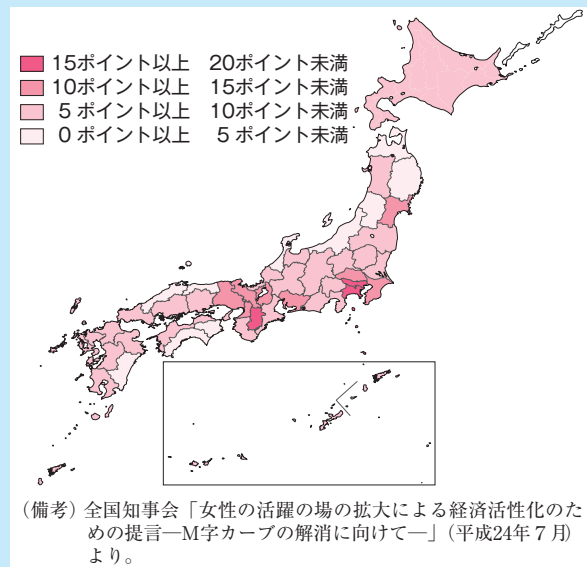 15ポイント以上 20ポイント未満
10ポイント以上 15ポイント未満
5ポイント以上 10ポイント未満
0ポイント以上 5ポイント未満
（備考）全国知事会「女性の活躍の場の拡大による経済活性化のた
めの提言―M字カーブの解消に向けて―」（平成24年７月）
より。